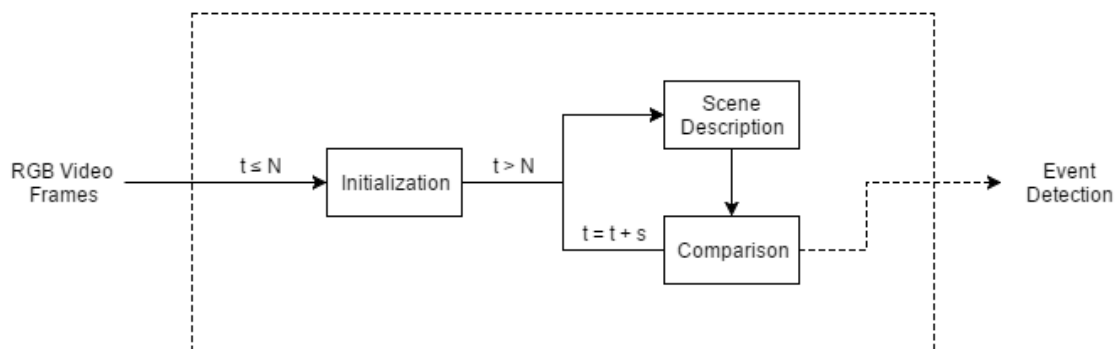 RGB Video
Frames
t ≤ N
Initialization
t > N
Scene
Description
t = t + s
Comparison
Event
Detection